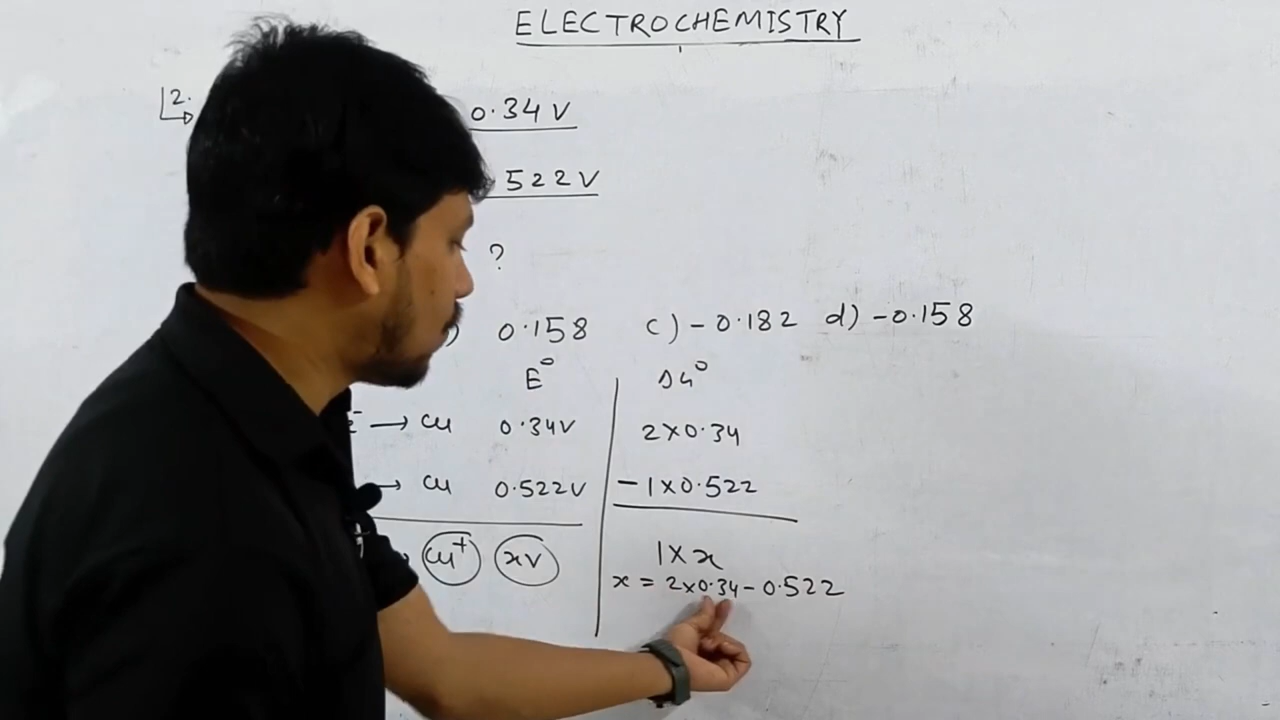 ELECTROCHEMISTRY
2. 0.34V
522V
?
) 0.158 c) -0.182 d) -0.158
E° ΔG°
→ Cu 0.34V 2×0.34
→ Cu 0.522V -1×0.522
Cu⁺ xV 1×x
x = 2×0.34-0.522